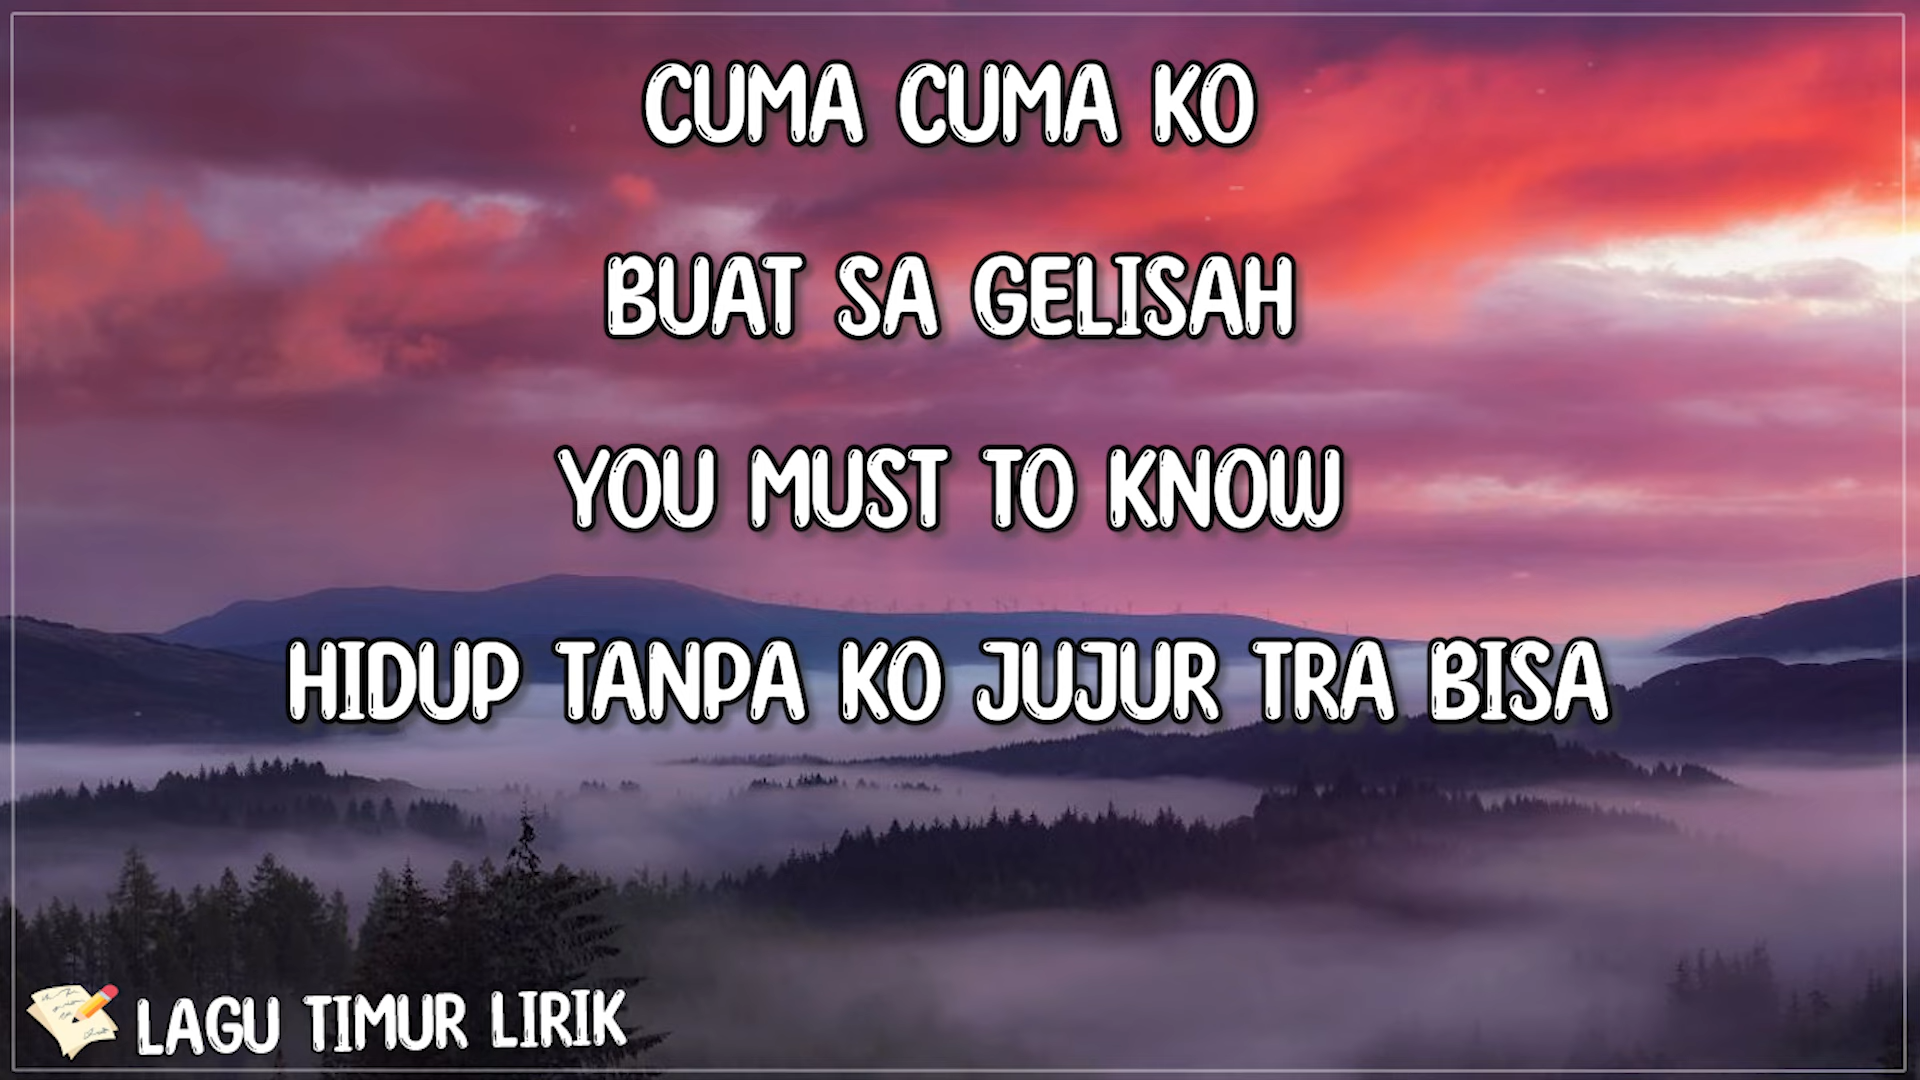 CUMA CUMA KO
BUAT SA GELISAH
YOU MUST TO KNOW
HIDUP TANPA KO JUJUR TRA BISA
LAGU TIMUR LIRIK